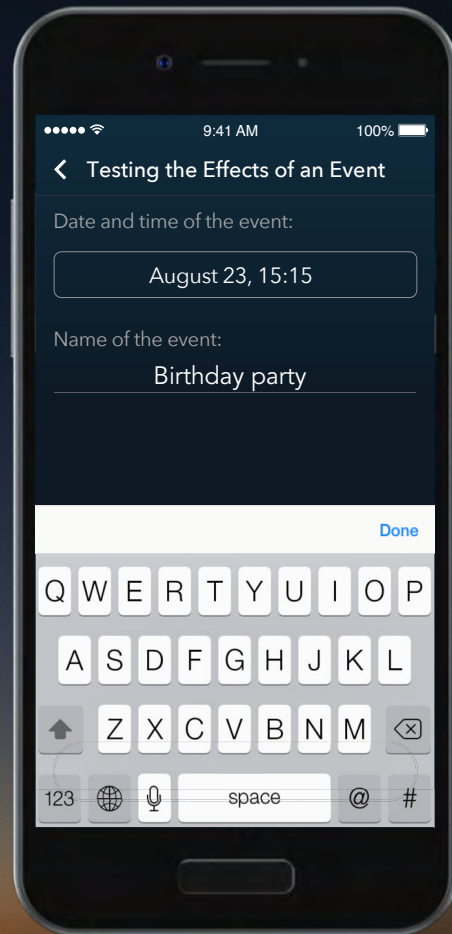 9:41 AM 100%
Testing the Effects of an Event
Date and time of the event:
August 23, 15:15
Name of the event:
Birthday party
Done
Q W E R T Y U I O P
A S D F G H J K L
Z X C V B N M
123 space @ #